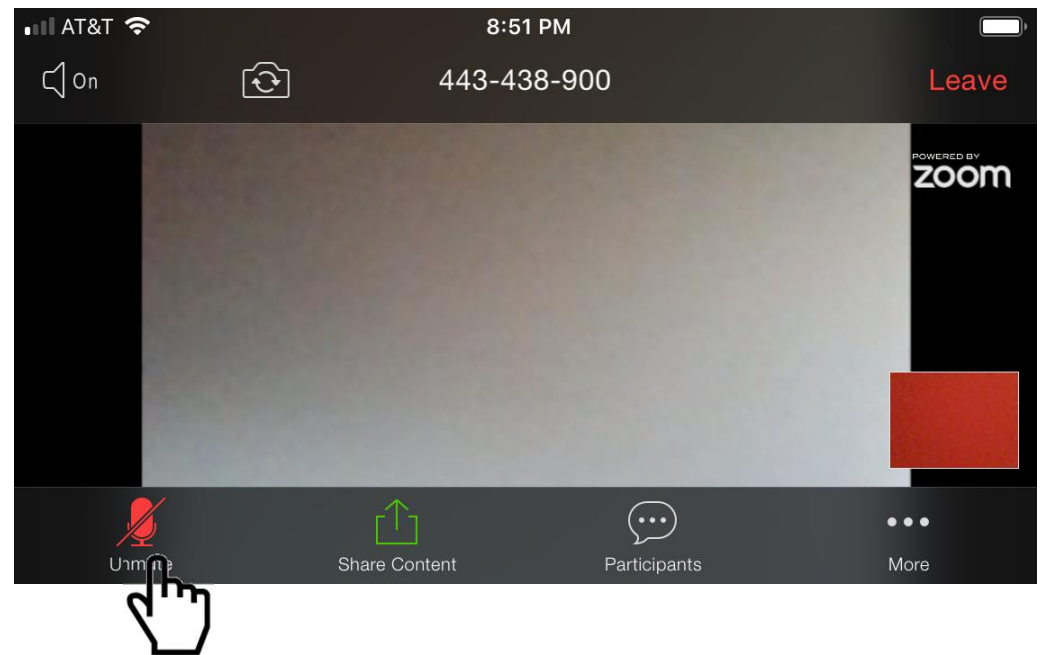 AT&T 8:51 PM
On 443-438-900 Leave
POWERED BY
zoom
Share Content Participants More